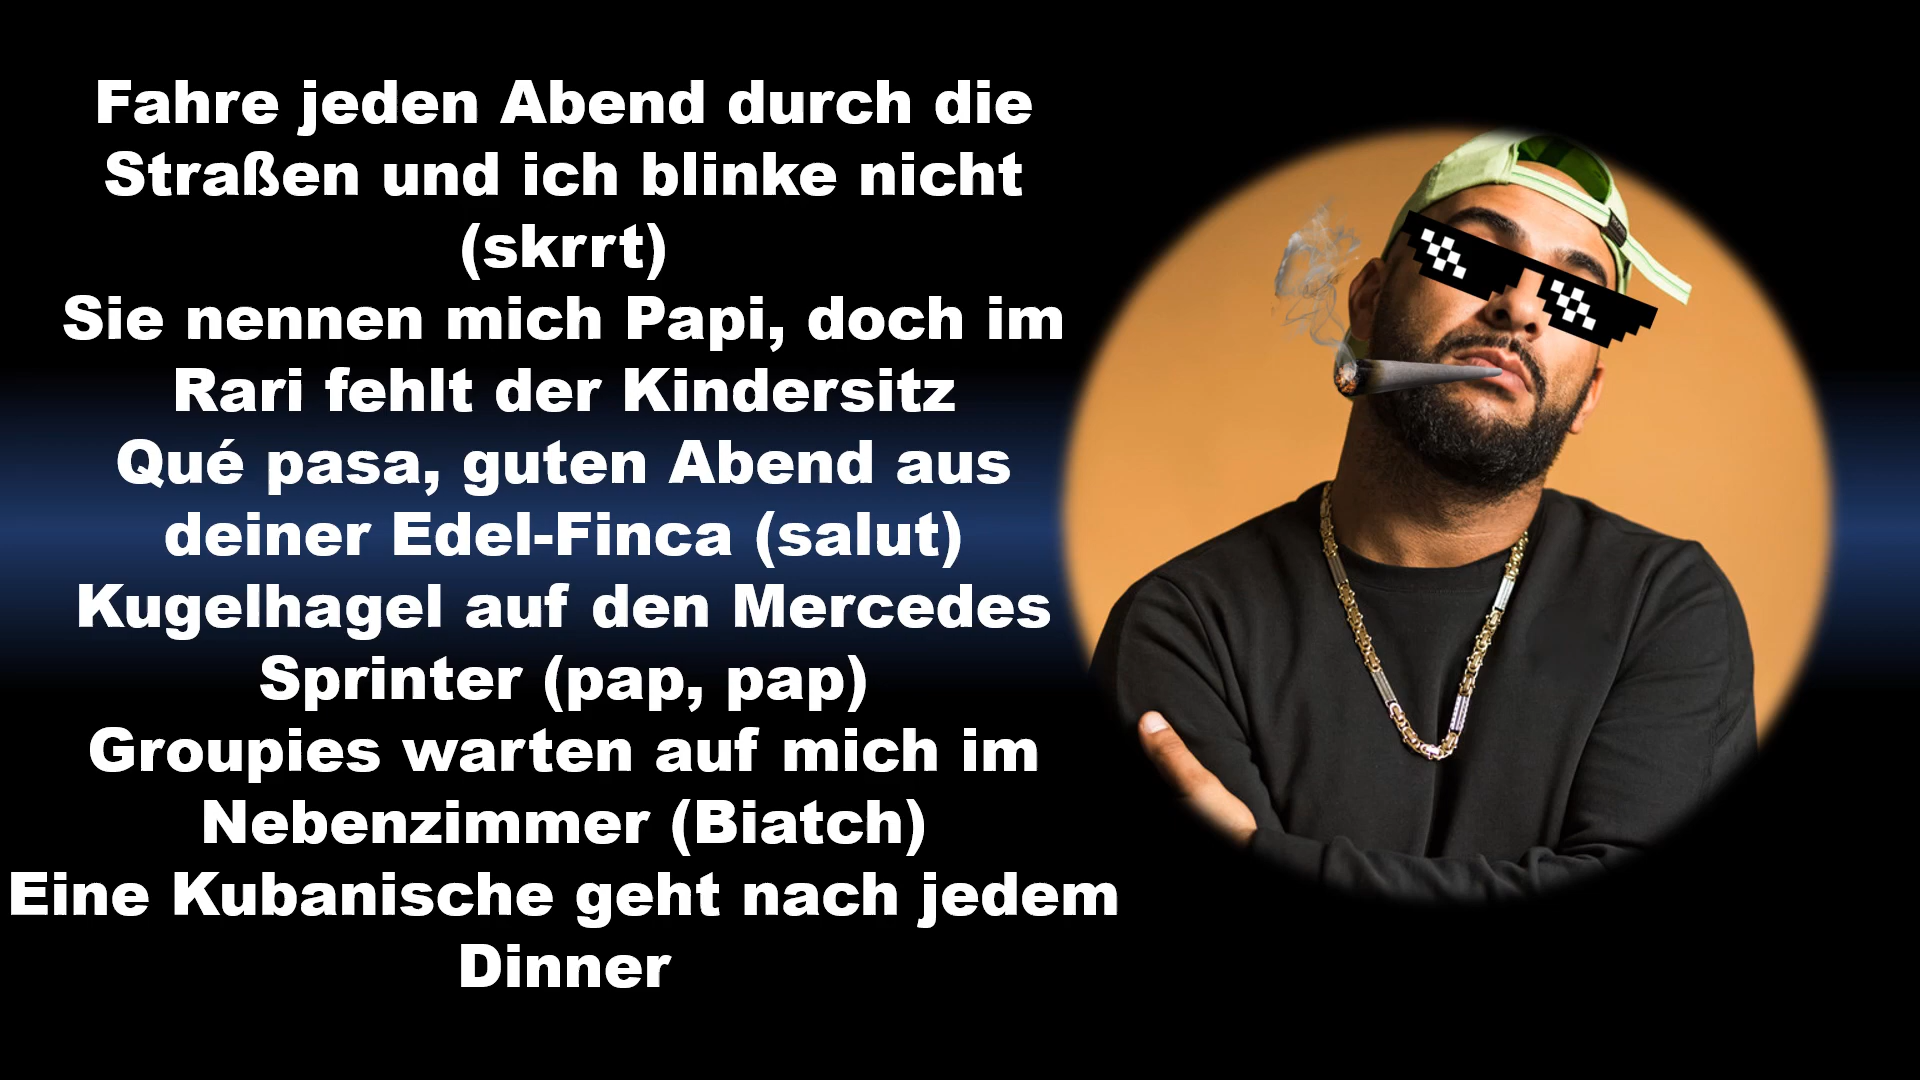 Fahre jeden Abend durch die
Straßen und ich blinke nicht
(skrrt)
Sie nennen mich Papi, doch im
Rari fehlt der Kindersitz
Qué pasa, guten Abend aus
deiner Edel-Finca (salut)
Kugelhagel auf den Mercedes
Sprinter (pap, pap)
Groupies warten auf mich im
Nebenzimmer (Biatch)
Eine Kubanische geht nach jedem
Dinner